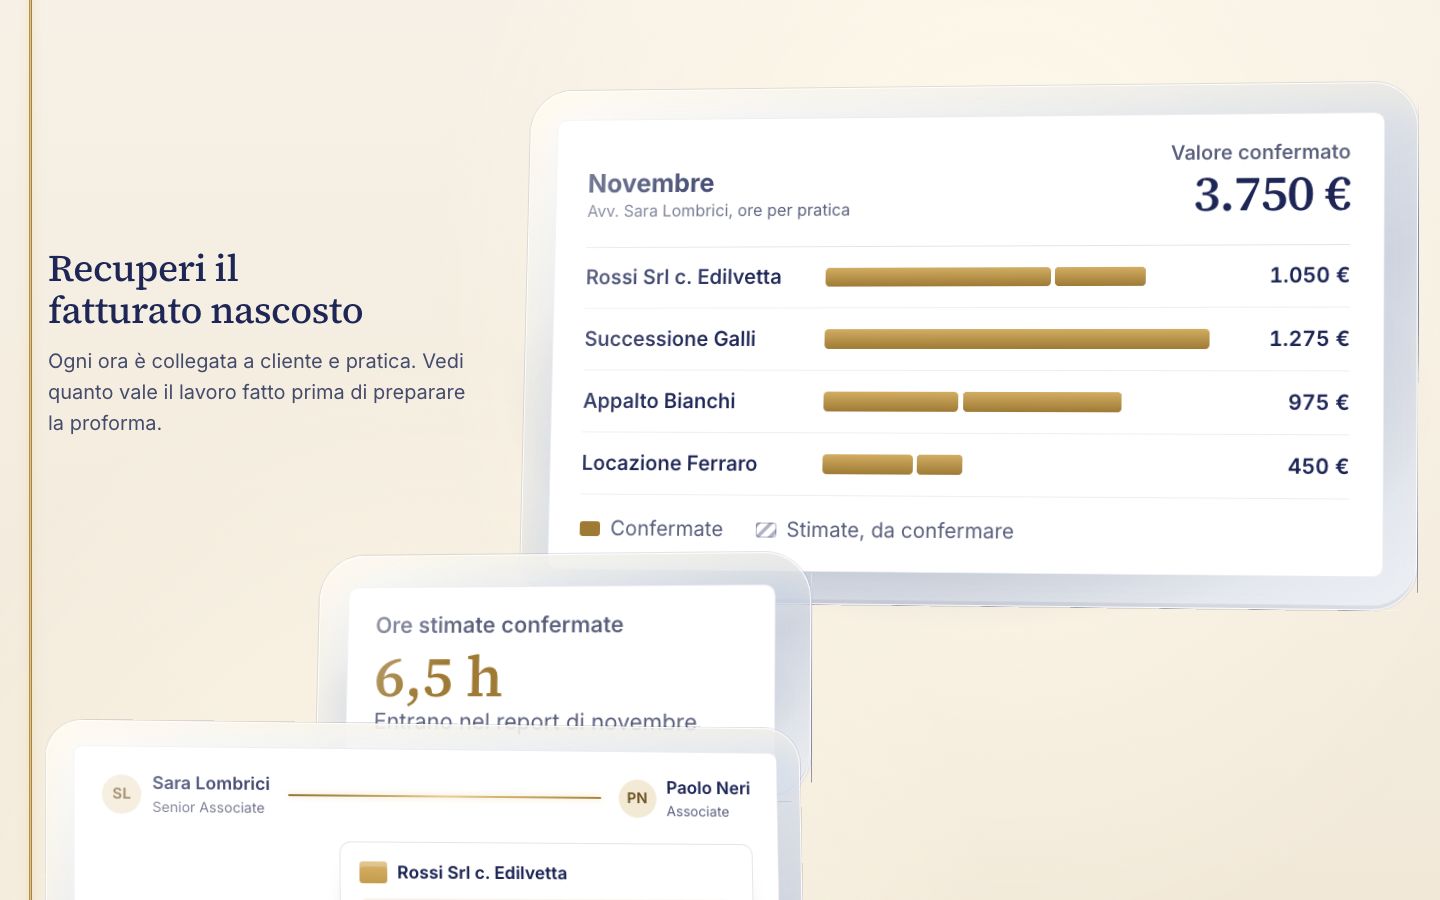 Recuperi il
fatturato nascosto
Ogni ora è collegata a cliente e pratica. Vedi
quanto vale il lavoro fatto prima di preparare
la proforma.
Novembre
Avv. Sara Lombrici, ore per pratica
Valore confermato
3.750 €
Rossi Srl c. Edilvetta 1.050 €
Successione Galli 1.275 €
Appalto Bianchi 975 €
Locazione Ferraro 450 €
Confermate Stimate, da confermare
Ore stimate confermate
6,5 h
Entrano nel report di novembre
SL Sara Lombrici
Senior Associate
PN Paolo Neri
Associate
Rossi Srl c. Edilvetta